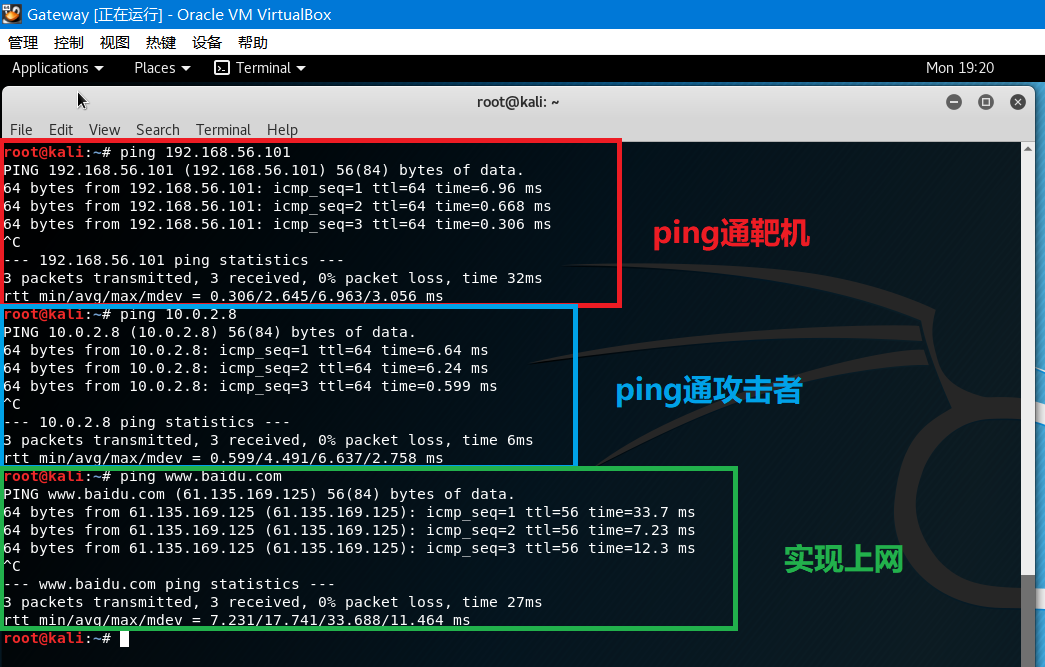 Gateway [正在运行] - Oracle VM VirtualBox
管理 控制 视图 热键 设备 帮助
Applications Places Terminal Mon 19:20
root@kali: ~
File Edit View Search Terminal Help
root@kali:~# ping 192.168.56.101
PING 192.168.56.101 (192.168.56.101) 56(84) bytes of data.
64 bytes from 192.168.56.101: icmp_seq=1 ttl=64 time=6.96 ms
64 bytes from 192.168.56.101: icmp_seq=2 ttl=64 time=0.668 ms
64 bytes from 192.168.56.101: icmp_seq=3 ttl=64 time=0.306 ms
^C
--- 192.168.56.101 ping statistics ---
3 packets transmitted, 3 received, 0% packet loss, time 32ms
rtt min/avg/max/mdev = 0.306/2.645/6.963/3.056 ms
ping通靶机
root@kali:~# ping 10.0.2.8
PING 10.0.2.8 (10.0.2.8) 56(84) bytes of data.
64 bytes from 10.0.2.8: icmp_seq=1 ttl=64 time=6.64 ms
64 bytes from 10.0.2.8: icmp_seq=2 ttl=64 time=6.24 ms
64 bytes from 10.0.2.8: icmp_seq=3 ttl=64 time=0.599 ms
^C
--- 10.0.2.8 ping statistics ---
3 packets transmitted, 3 received, 0% packet loss, time 6ms
rtt min/avg/max/mdev = 0.599/4.491/6.637/2.758 ms
ping通攻击者
root@kali:~# ping www.baidu.com
PING www.baidu.com (61.135.169.125) 56(84) bytes of data.
64 bytes from 61.135.169.125 (61.135.169.125): icmp_seq=1 ttl=56 time=33.7 ms
64 bytes from 61.135.169.125 (61.135.169.125): icmp_seq=2 ttl=56 time=7.23 ms
64 bytes from 61.135.169.125 (61.135.169.125): icmp_seq=3 ttl=56 time=12.3 ms
^C
--- www.baidu.com ping statistics ---
3 packets transmitted, 3 received, 0% packet loss, time 27ms
rtt min/avg/max/mdev = 7.231/17.741/33.688/11.464 ms
实现上网
root@kali:~#